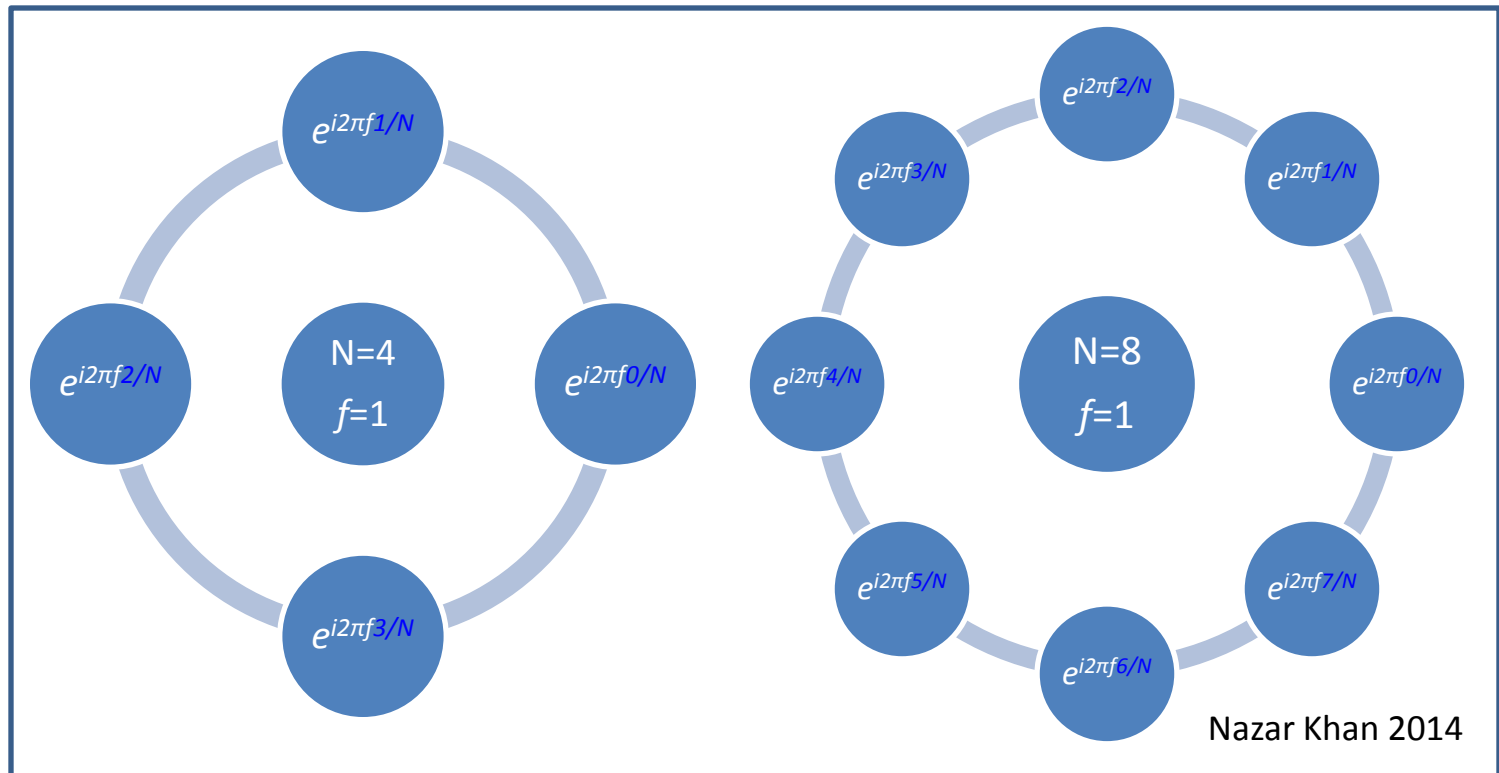 e^{i2πf1/N}
e^{i2πf2/N}
N=4
f=1
e^{i2πf0/N}
e^{i2πf3/N}
e^{i2πf2/N}
e^{i2πf3/N}
e^{i2πf1/N}
e^{i2πf4/N}
N=8
f=1
e^{i2πf0/N}
e^{i2πf5/N}
e^{i2πf7/N}
e^{i2πf6/N}
Nazar Khan 2014